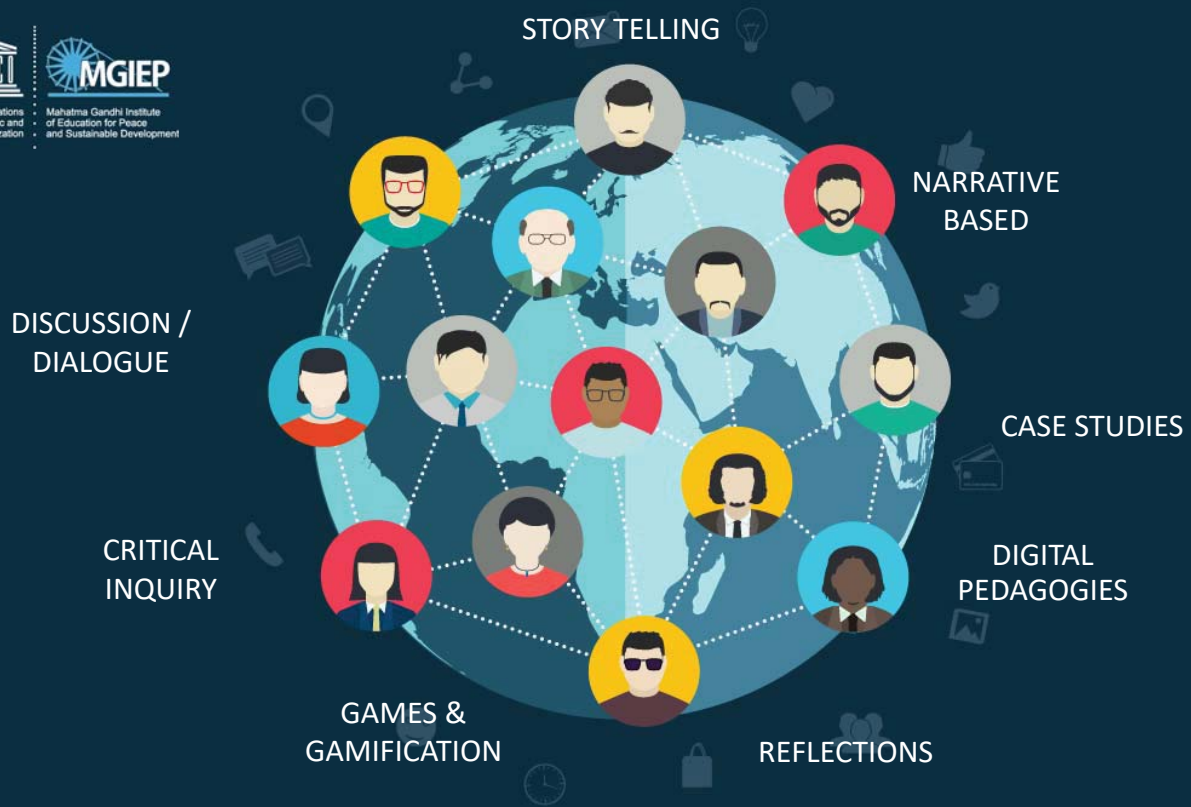 MGIEP
Mahatma Gandhi Institute
of Education for Peace
and Sustainable Development
STORY TELLING
NARRATIVE
BASED
DISCUSSION /
DIALOGUE
CASE STUDIES
CRITICAL
INQUIRY
DIGITAL
PEDAGOGIES
GAMES &
GAMIFICATION
REFLECTIONS